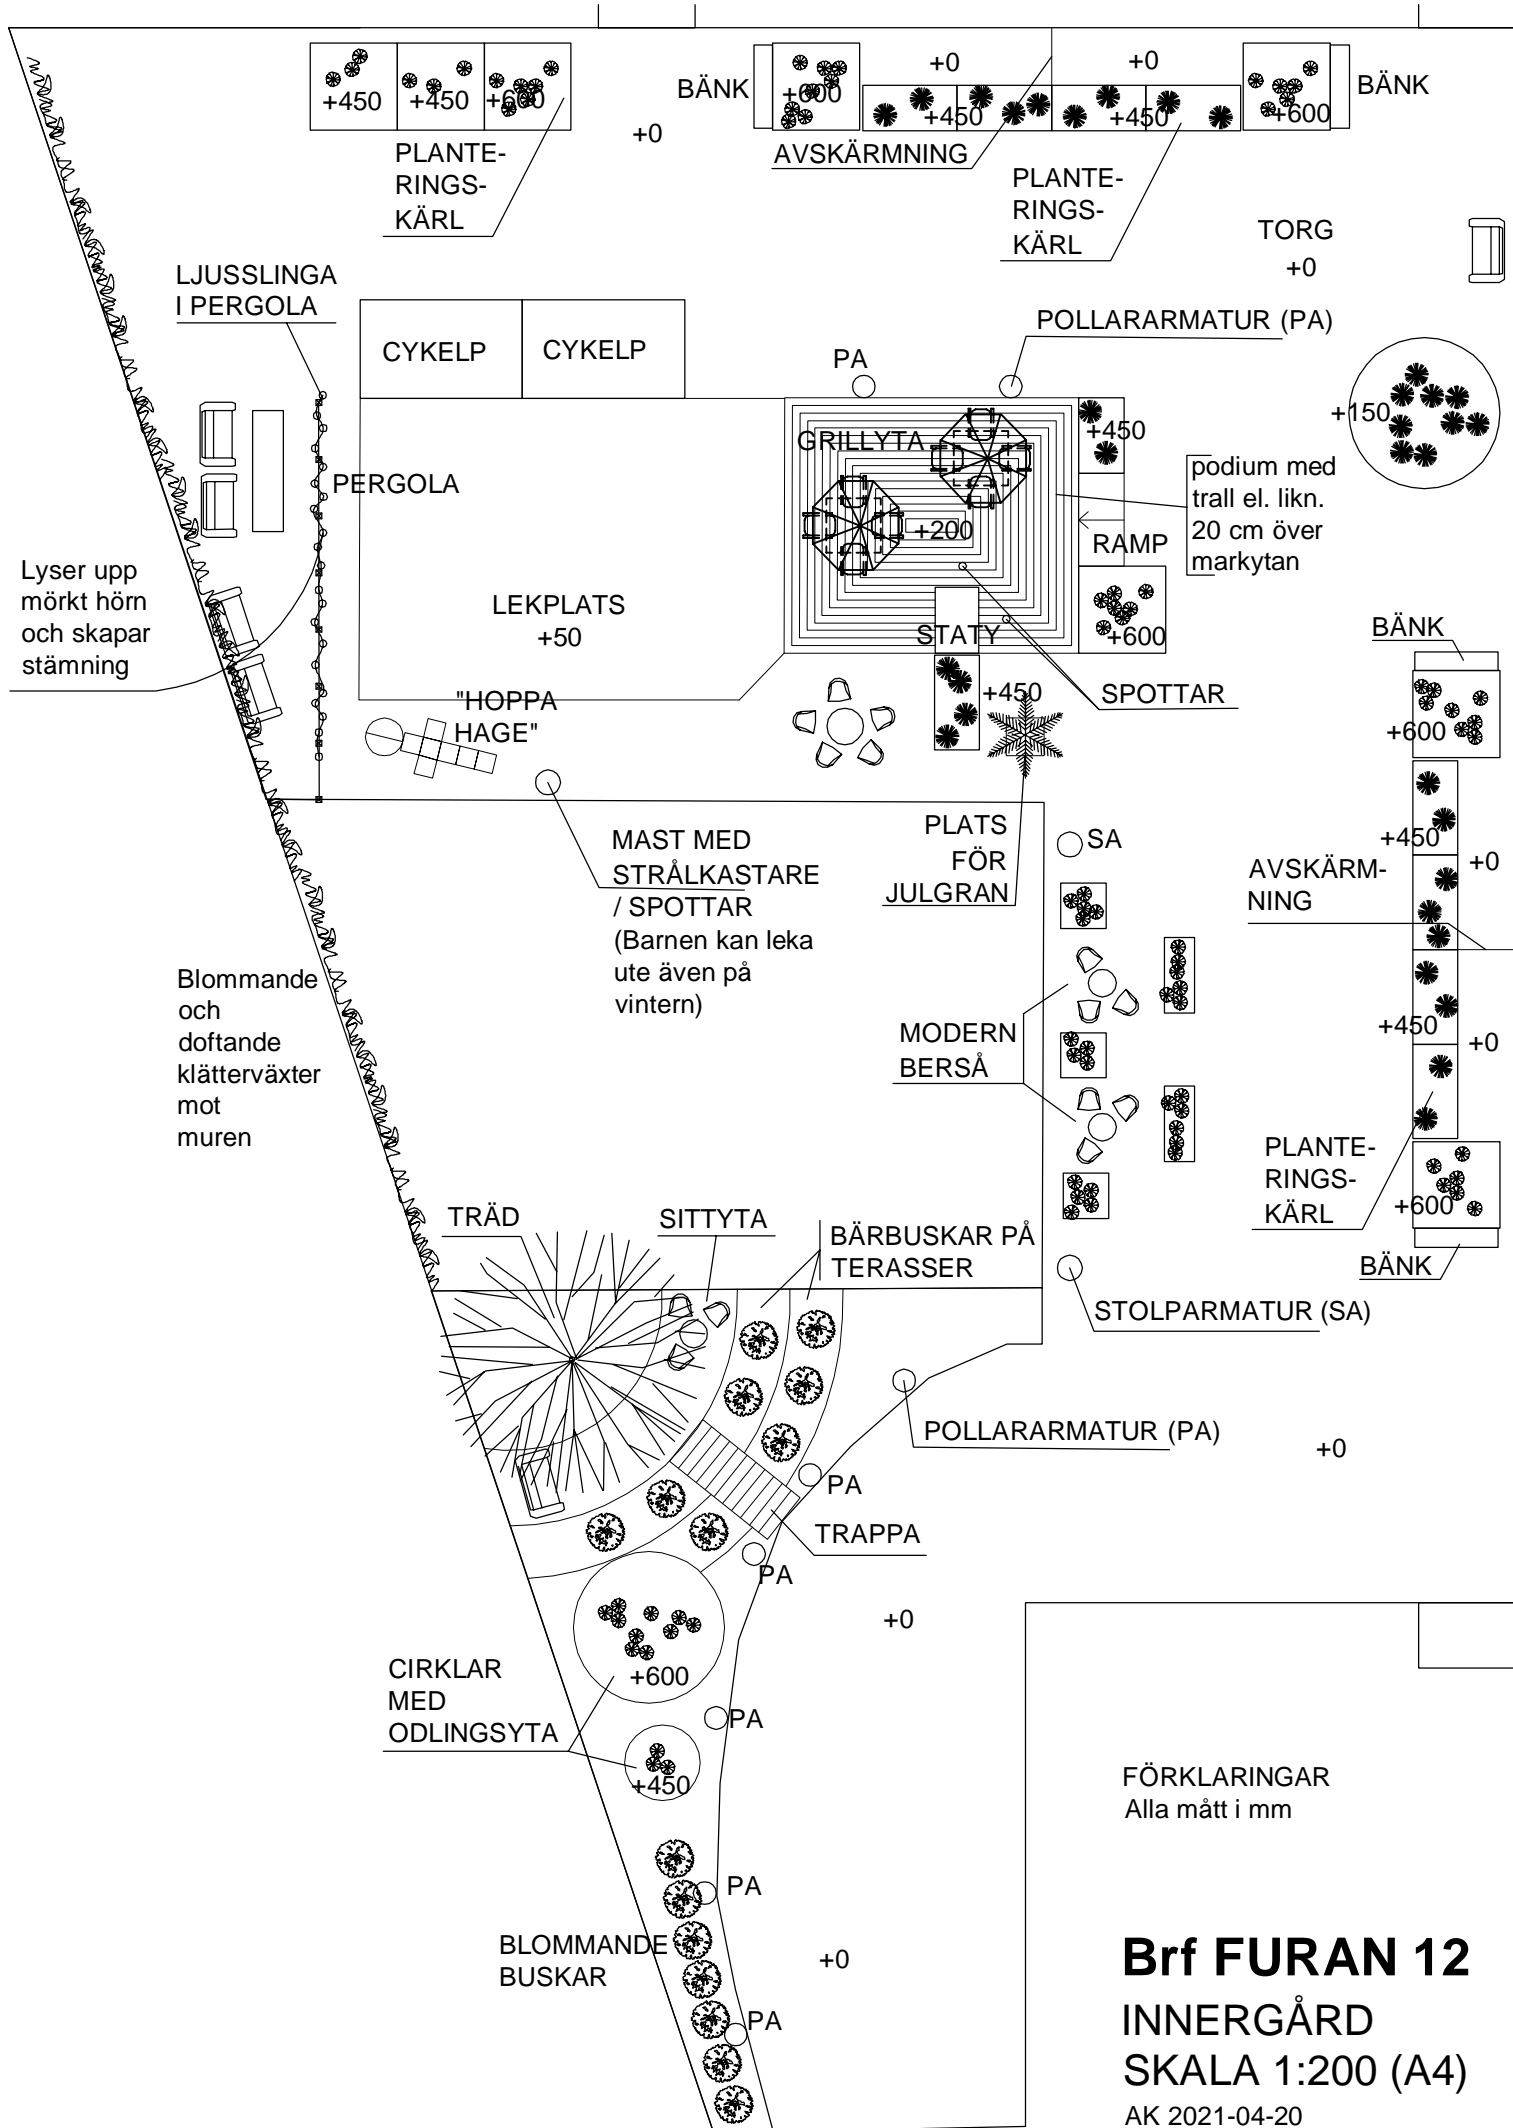 +450
+450
+600
+0
PLANTE-
RINGS-
KÄRL
BÄNK
+600
+0
+0
+450
+450
+600
BÄNK
AVSKÄRMNING
PLANTE-
RINGS-
KÄRL
TORG
+0
LJUSSLINGA
I PERGOLA
CYKELP
CYKELP
PA
POLLARARMATUR (PA)
+150
GRILLYTA
+450
PERGOLA
podium med
trall el. likn.
20 cm över
markytan
+200
RAMP
Lyser upp
mörkt hörn
och skapar
stämning
LEKPLATS
+50
STATY
+600
+450
SPOTTAR
BÄNK
+600
"HOPPA
HAGE"
MAST MED
STRÅLKASTARE
/ SPOTTAR
(Barnen kan leka
ute även på
vintern)
PLATS
FÖR
JULGRAN
SA
+450
+0
AVSKÄRM-
NING
Blommande
och
doftande
klätterväxter
mot
muren
MODERN
BERSÅ
+450
+0
PLANTE-
RINGS-
KÄRL
+600
BÄNK
TRÄD
SITTYTA
BÄRBUSKAR PÅ
TERASSER
STOLPARMATUR (SA)
POLLARARMATUR (PA)
+0
PA
TRAPPA
PA
+0
+600
CIRKLAR
MED
ODLINGSYTA
PA
+450
FÖRKLARINGAR
Alla mått i mm
PA
BLOMMANDE
BUSKAR
+0
PA
Brf FURAN 12
INNERGÅRD
SKALA 1:200 (A4)
AK 2021-04-20